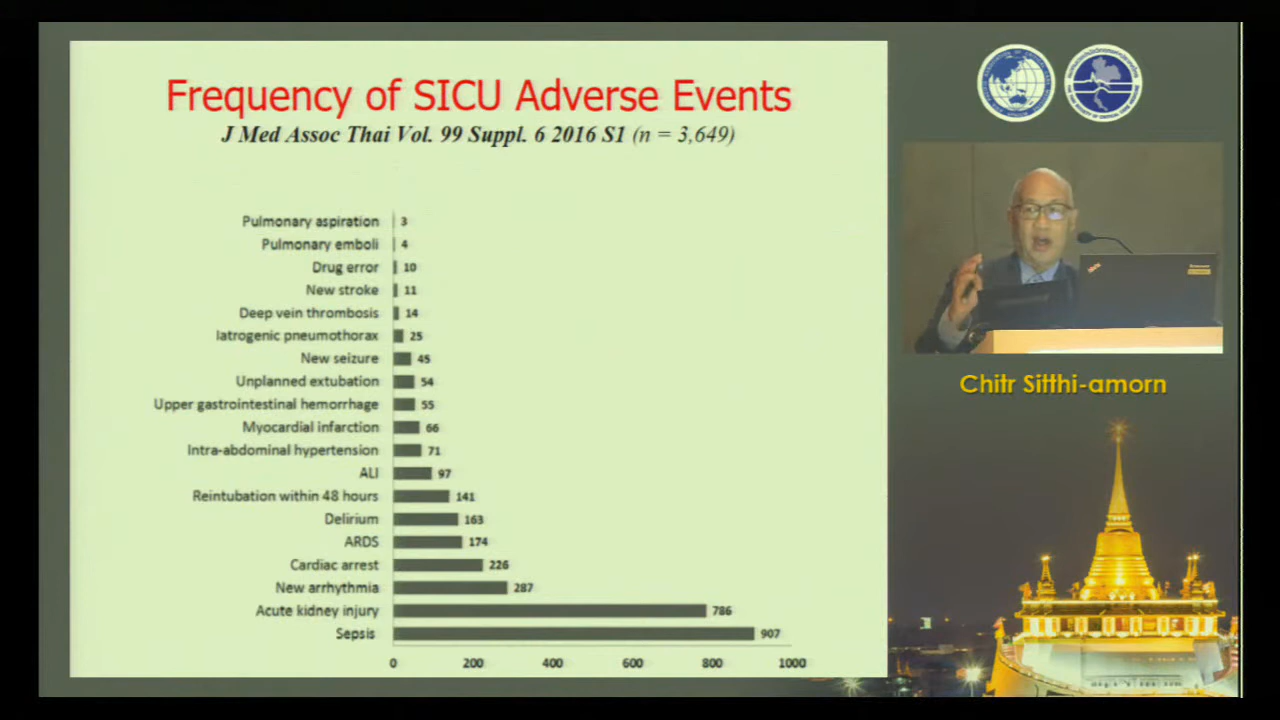 Frequency of SICU Adverse Events
J Med Assoc Thai Vol. 99 Suppl. 6 2016 S1 (n = 3,649)
Pulmonary aspiration 3
Pulmonary emboli 4
Drug error 10
New stroke 11
Deep vein thrombosis 14
Iatrogenic pneumothorax 25
New seizure 45
Unplanned extubation 54
Upper gastrointestinal hemorrhage 55
Myocardial infarction 66
Intra-abdominal hypertension 71
ALI 97
Reintubation within 48 hours 141
Delirium 163
ARDS 174
Cardiac arrest 226
New arrhythmia 287
Acute kidney injury 786
Sepsis 907
0 200 400 600 800 1000
Chitr Sitthi-amorn